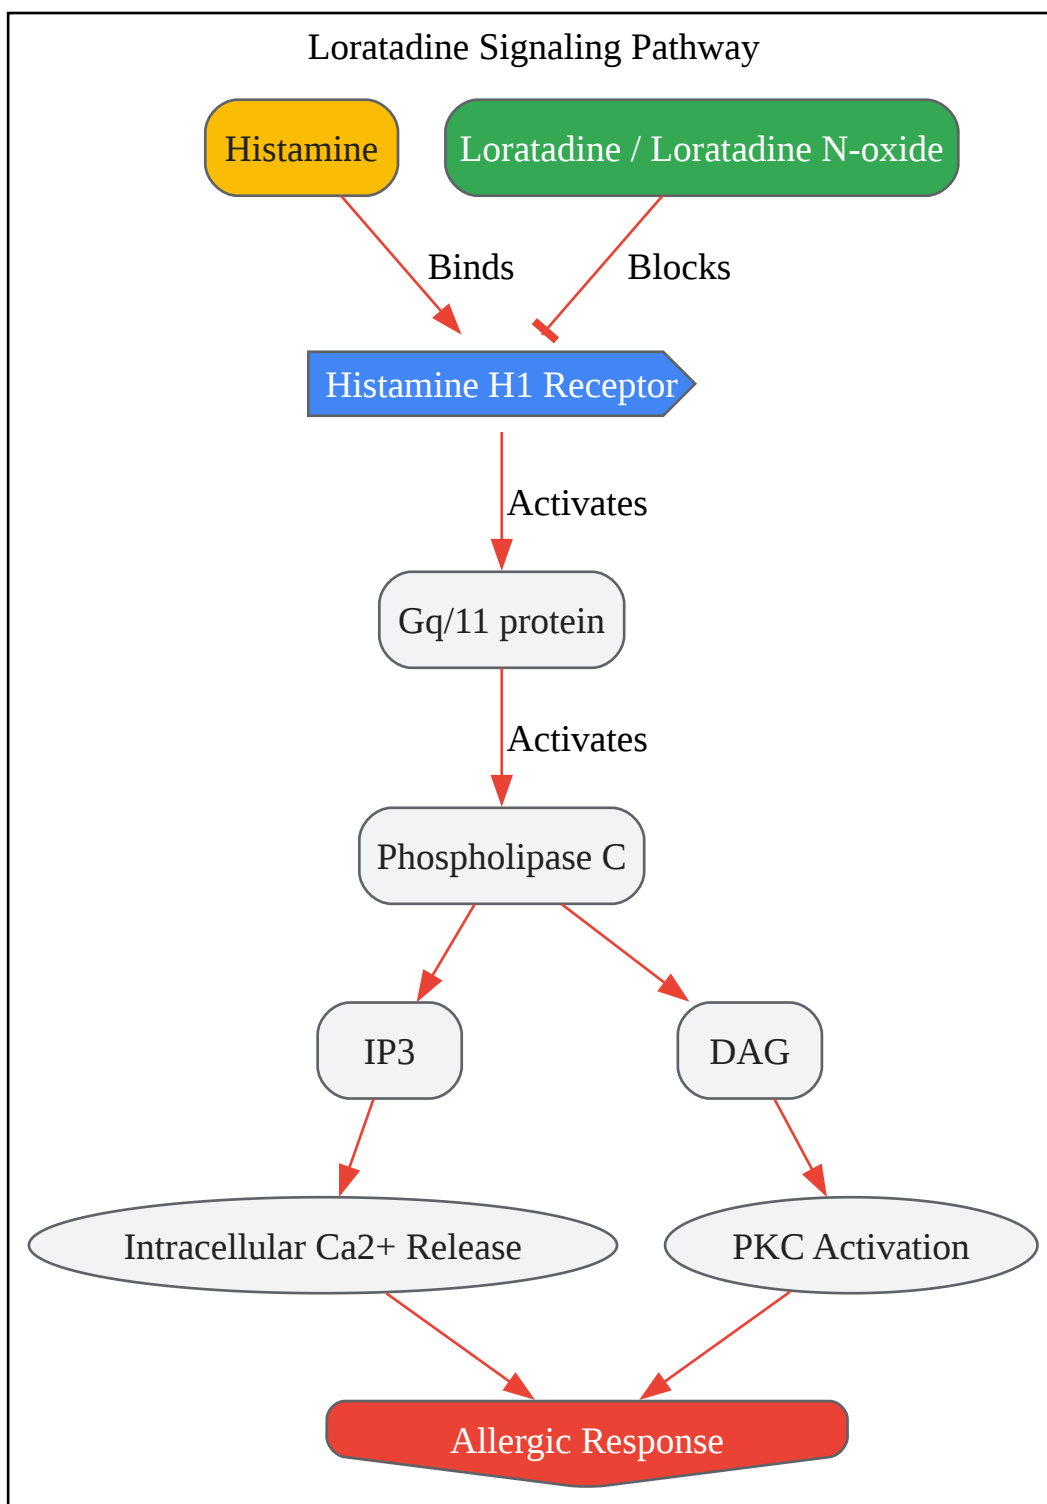 Loratadine Signaling Pathway
Histamine
Loratadine / Loratadine N-oxide
Binds
Blocks
Histamine H1 Receptor
Activates
Gq/11 protein
Activates
Phospholipase C
IP3
DAG
Intracellular Ca2+ Release
PKC Activation
Allergic Response